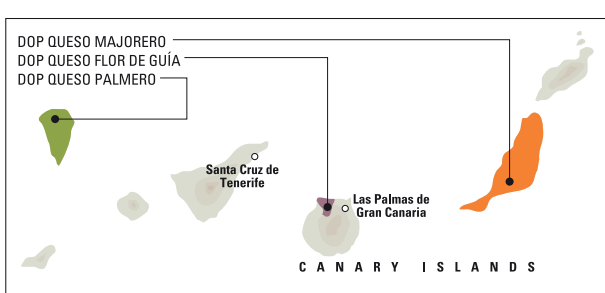 DOP QUESO MAJORERO
DOP QUESO FLOR DE GUÍA
DOP QUESO PALMERO
Santa Cruz de
Tenerife
Las Palmas de
Gran Canaria
CANARY ISLANDS